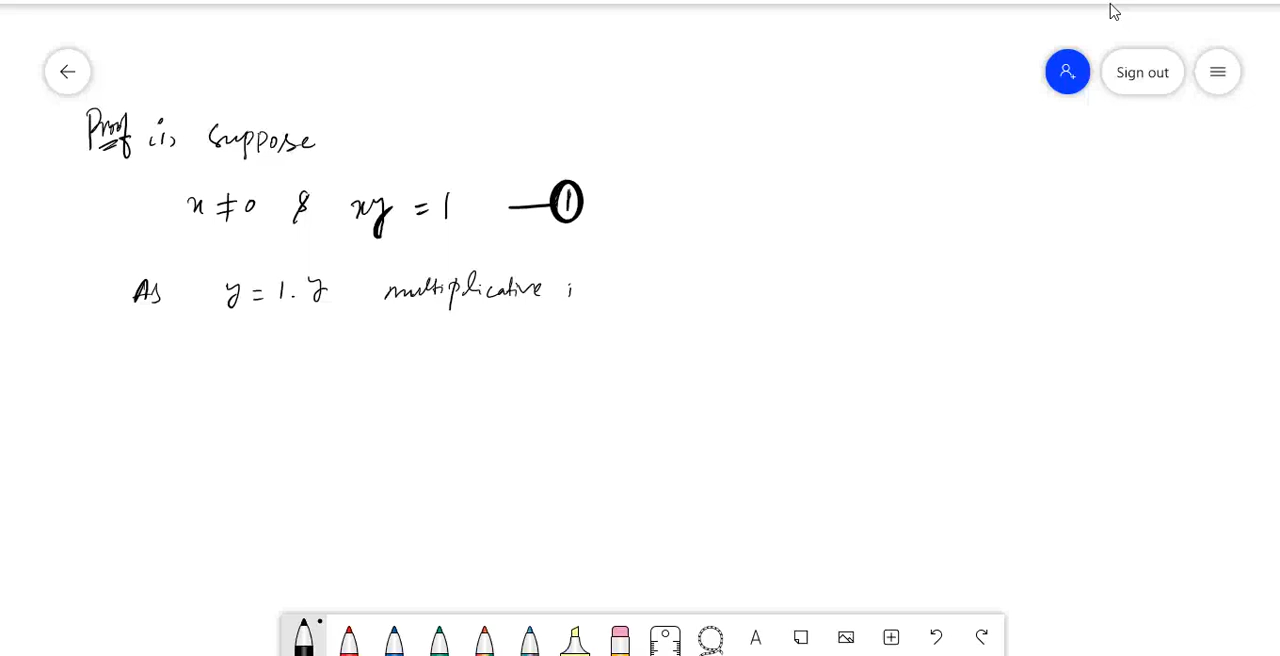 Sign out
Proof (i) Suppose
x ≠ 0 & xy = 1 — ①
As y = 1. y multiplicative i
A